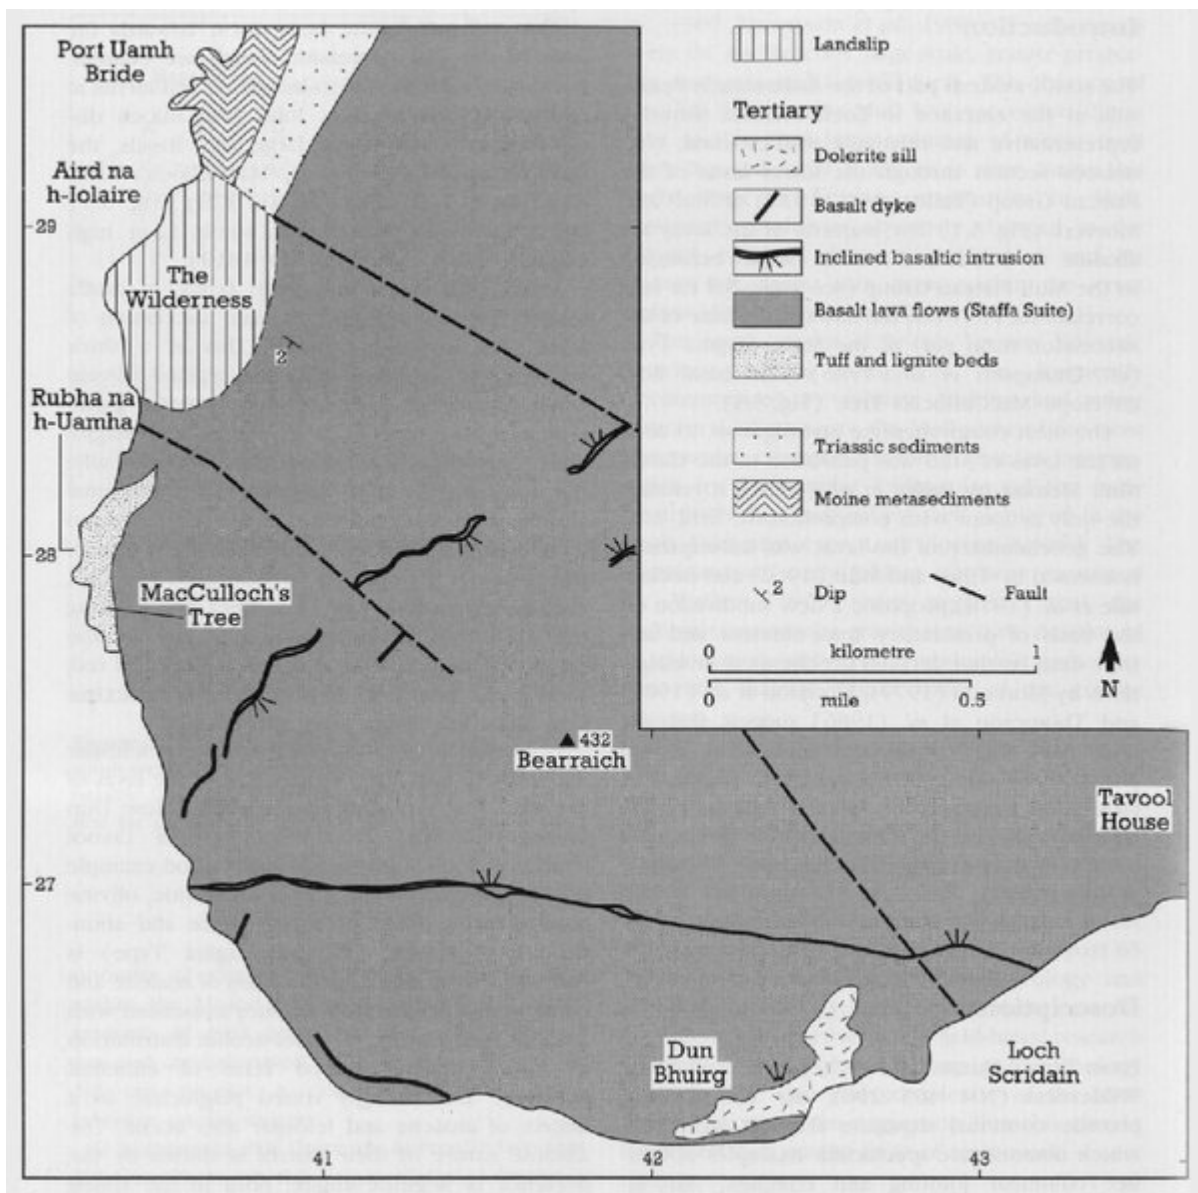 Port Uamh
Bride
Aird na
h-Iolaire
29
The
Wilderness
2
Rubha na
h-Uamha
28
MacCulloch's
Tree
432
Bearraich
27
Dun
Bhuirg
Loch
Scridain
Tavool
House
41
42
43
Landslip
Tertiary
Dolerite sill
Basalt dyke
Inclined basaltic intrusion
Basalt lava flows (Staffa Suite)
Tuff and lignite beds
Triassic sediments
Moine metasediments
2 Dip
Fault
0 kilometre 1
0 mile 0.5
N